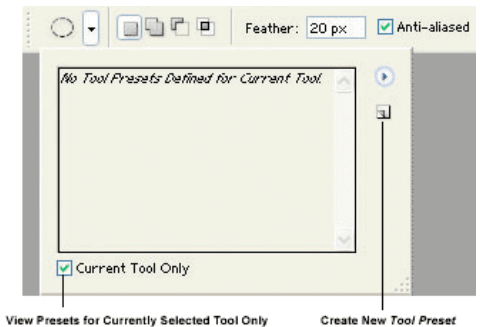 Feather: 20 px Anti-aliased
No Tool Presets Defined for Current Tool.
Current Tool Only
View Presets for Currently Selected Tool Only Create New Tool Preset